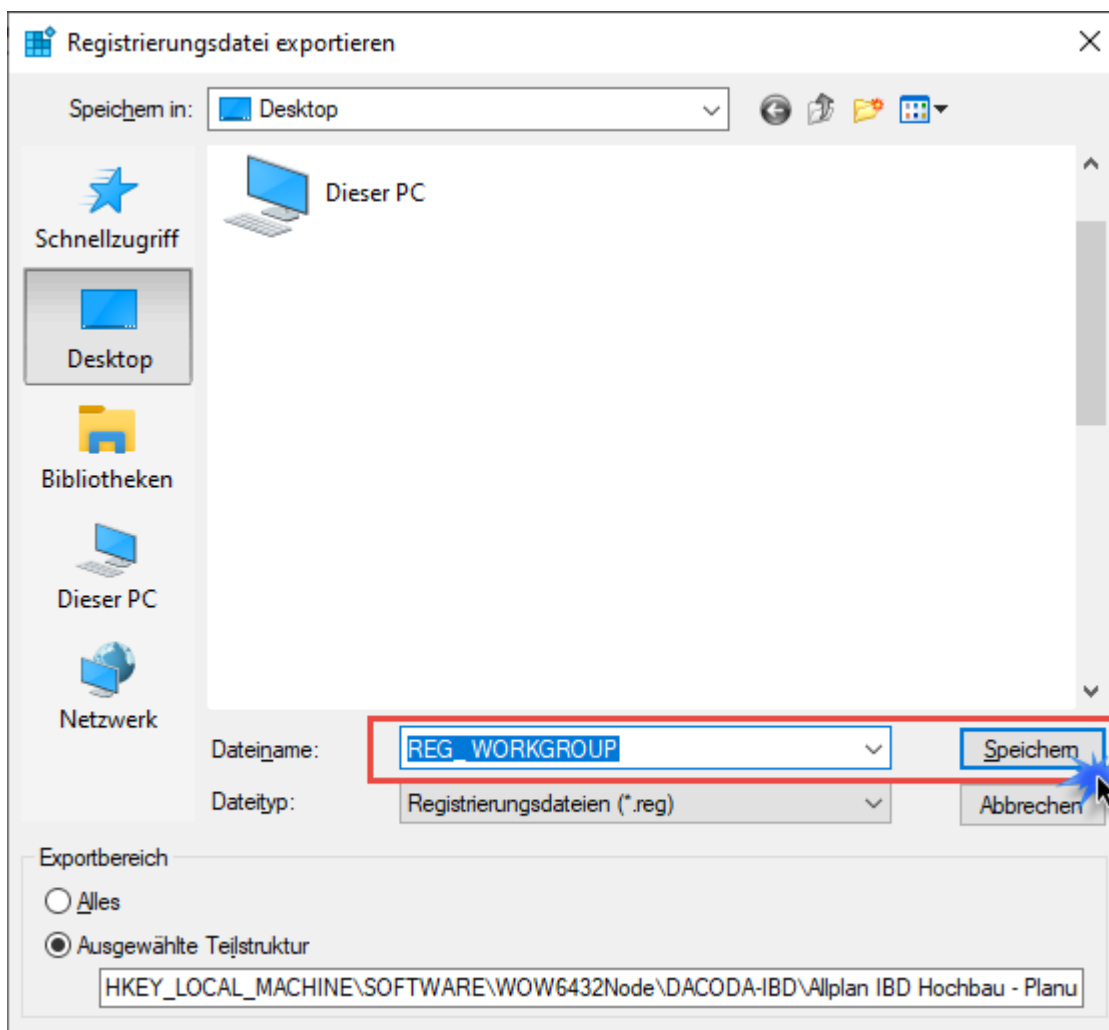 Registrierungsdatei exportieren
Speichern in: Desktop
Dieser PC
Schnellzugriff
Desktop
Bibliotheken
Dieser PC
Netzwerk
Dateiname: REG_WORKGROUP Speichern
Dateityp: Registrierungsdateien (*.reg) Abbrechen
Exportbereich
Alles
Ausgewählte Teilstruktur
HKEY_LOCAL_MACHINE\SOFTWARE\WOW6432Node\DACODA-IBD\Allplan IBD Hochbau - Planu